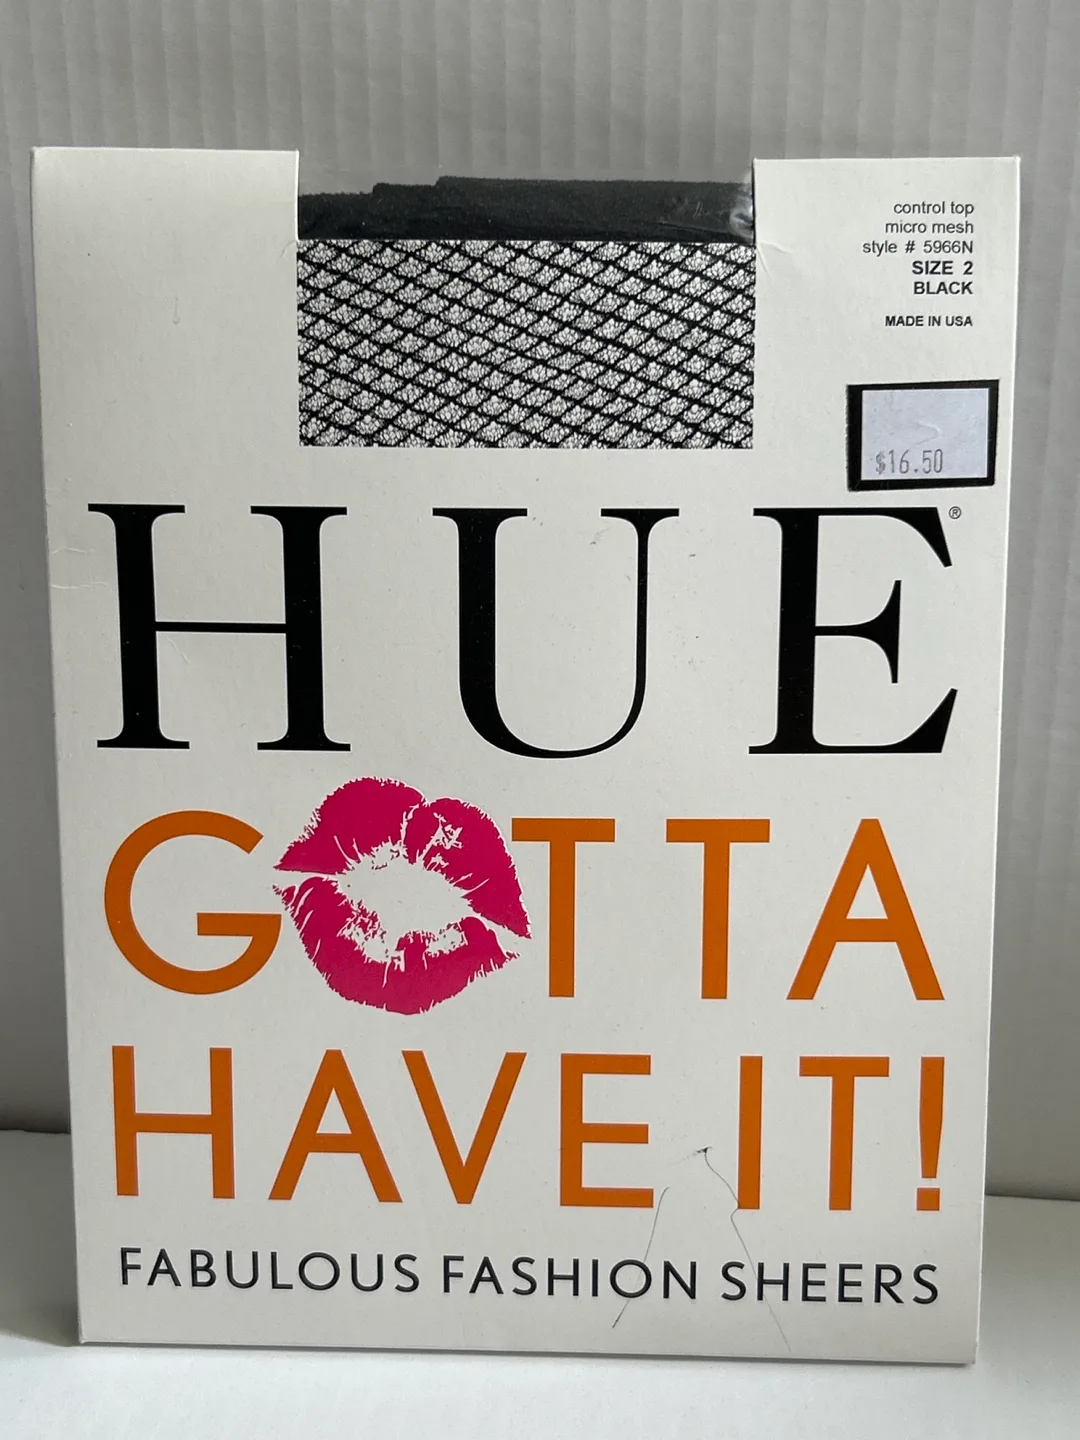 control top
micro mesh
style # 5966N
SIZE 2
BLACK
MADE IN USA
$16.50
HUE®
GOTTA
HAVE IT!
FABULOUS FASHION SHEERS